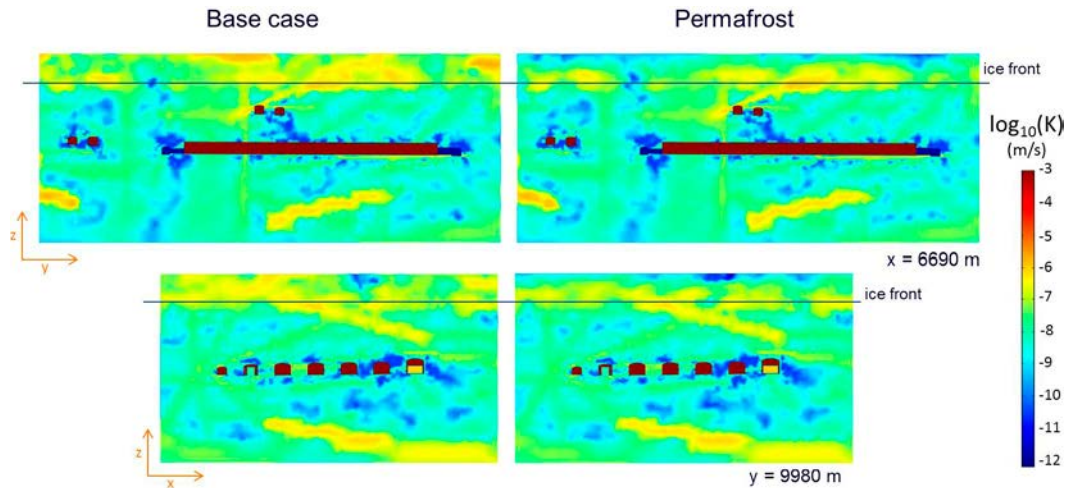 Base case
Permafrost
ice front
log10(K)
(m/s)
-3
-4
-5
-6
-7
-8
-9
-10
-11
-12
z
y
x = 6690 m
ice front
z
x
y = 9980 m